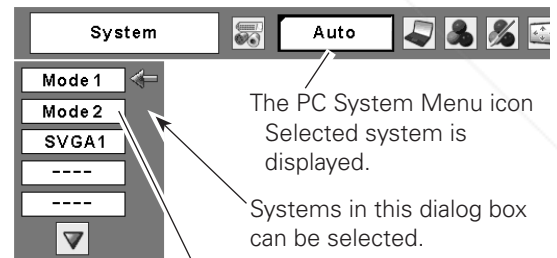 System
Auto
Mode 1
Mode 2
SVGA1
----
----
The PC System Menu icon
Selected system is
displayed.
Systems in this dialog box
can be selected.